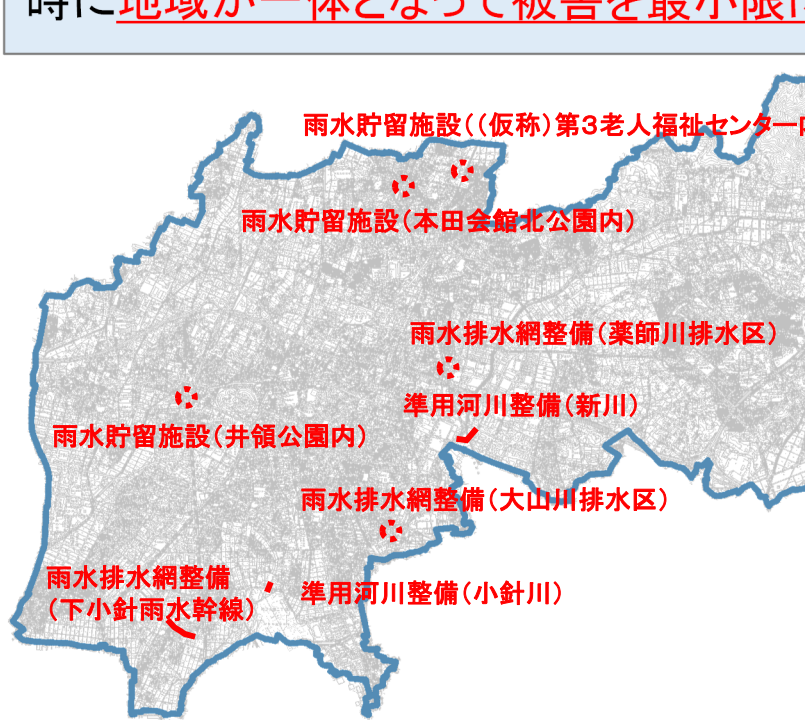 時に地域が一体となって被害を最小限に
雨水貯留施設((仮称)第3老人福祉センター内
雨水貯留施設(本田会館北公園内)
雨水排水網整備(薬師川排水区)
準用河川整備(新川)
雨水貯留施設(井領公園内)
雨水排水網整備(大山川排水区)
雨水排水網整備
(下小針雨水幹線)
準用河川整備(小針川)